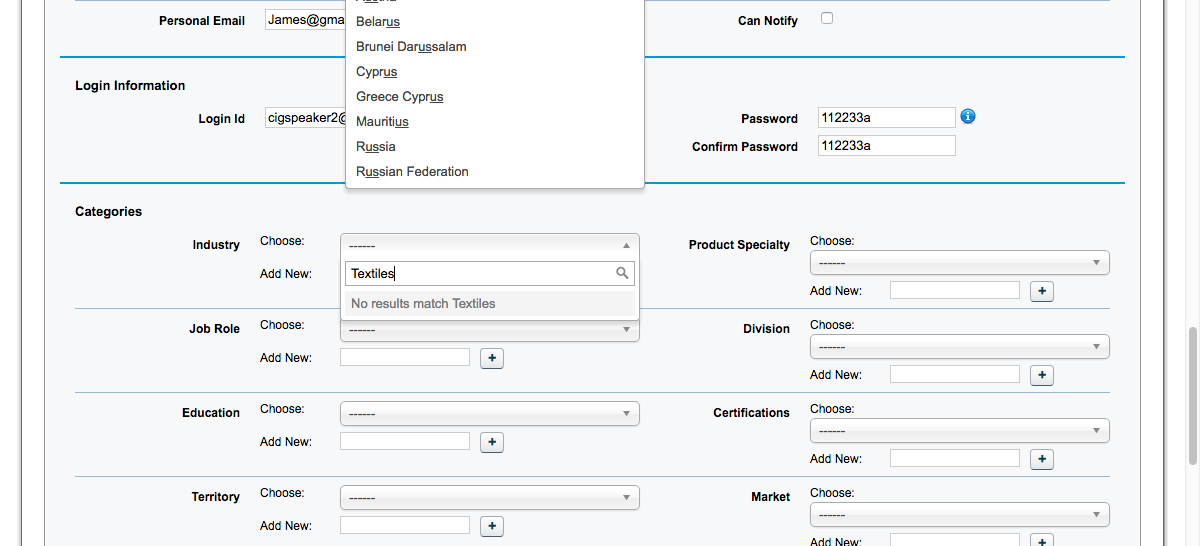 Personal Email James@gma Can Notify
Belarus
Brunei Darussalam
Cyprus
Greece Cyprus
Mauritius
Russia
Russian Federation
Login Information
Login Id cigspeaker2@ Password 112233a
Confirm Password 112233a
Categories
Industry Choose: ------ Product Specialty Choose: ------
Add New: Textiles Add New: +
No results match Textiles
Job Role Choose: ------ Division Choose: ------
Add New: + Add New: +
Education Choose: ------ Certifications Choose: ------
Add New: + Add New: +
Territory Choose: ------ Market Choose: ------
Add New: + Add New: +